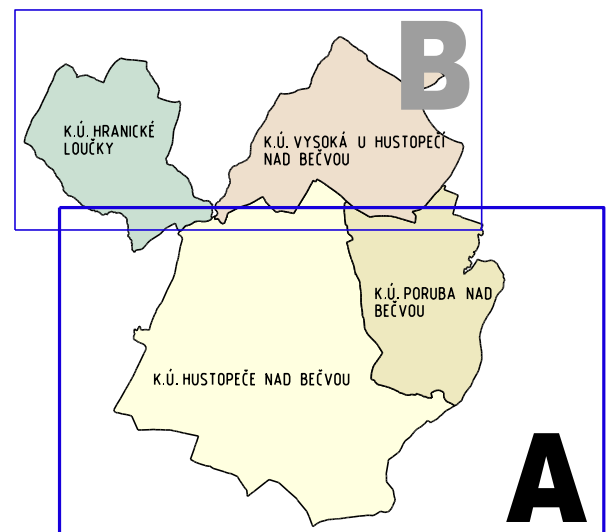 B
K.Ú. HRANICKÉ
LOUČKY
K.Ú. VYSOKÁ U HUSTOPEČÍ
NAD BEČVOU
K.Ú. PORUBA NAD
BEČVOU
K.Ú. HUSTOPEČE NAD BEČVOU
A